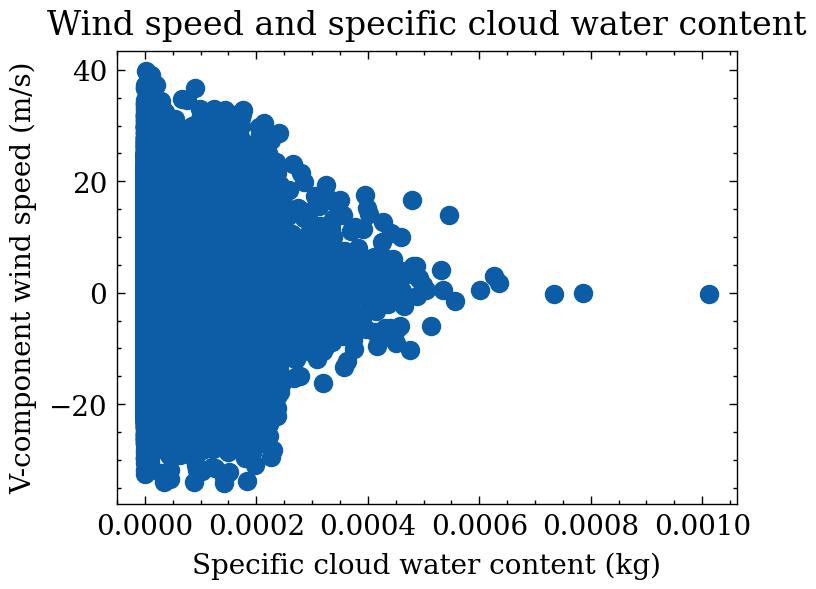 Wind speed and specific cloud water content
V-component wind speed (m/s)
40
20
0
−20
0.0000 0.0002 0.0004 0.0006 0.0008 0.0010
Specific cloud water content (kg)